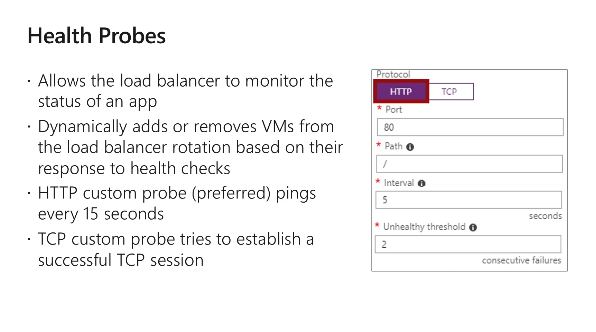 Health Probes
· Allows the load balancer to monitor the
status of an app
· Dynamically adds or removes VMs from
the load balancer rotation based on their
response to health checks
· HTTP custom probe (preferred) pings
every 15 seconds
· TCP custom probe tries to establish a
successful TCP session
Protocol
HTTP TCP
* Port
80
* Path
/
* Interval
5
seconds
* Unhealthy threshold
2
consecutive failures